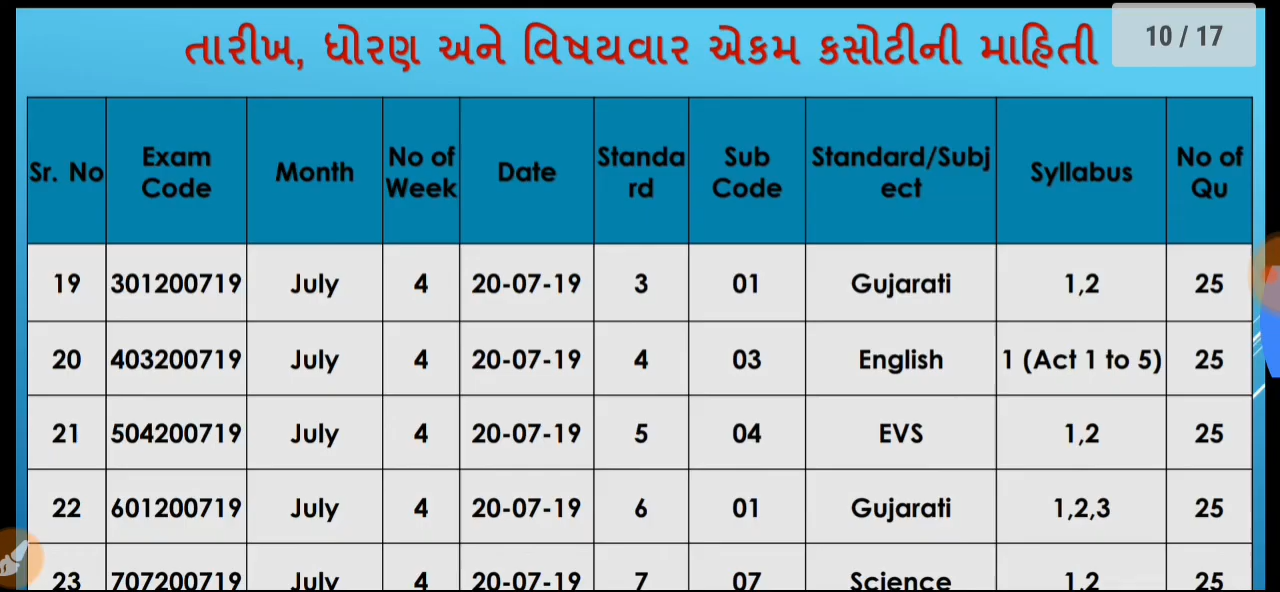 તારીખ, ધોરણ અને વિષયવાર એકમ કસોટીની માહિતી
10 / 17
Sr. No Exam Code Month No of Week Date Standard Sub Code Standard/Subject Syllabus No of Qu
19 301200719 July 4 20-07-19 3 01 Gujarati 1,2 25
20 403200719 July 4 20-07-19 4 03 English 1 (Act 1 to 5) 25
21 504200719 July 4 20-07-19 5 04 EVS 1,2 25
22 601200719 July 4 20-07-19 6 01 Gujarati 1,2,3 25
23 707200719 July 4 20-07-19 7 07 Science 1,2 25